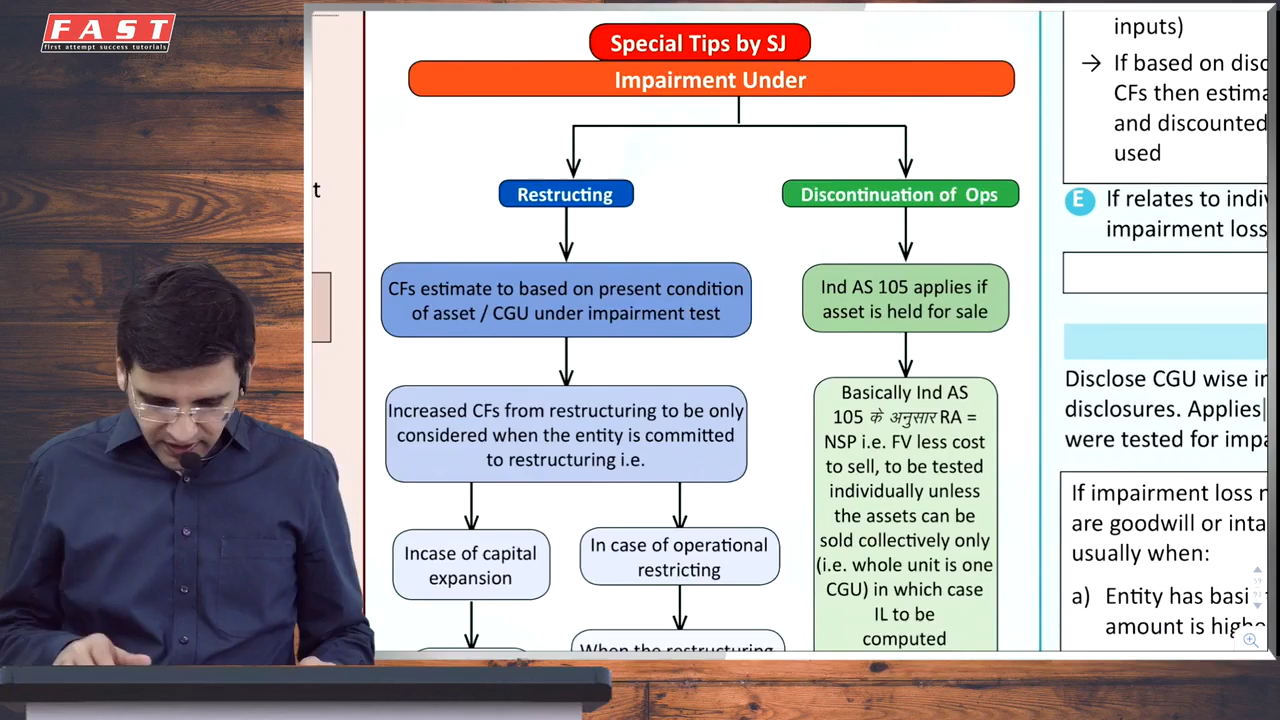 FAST
first attempt success tutorials
t
Special Tips by SJ
Impairment Under
Restructing
Discontinuation of Ops
CFs estimate to based on present condition
of asset / CGU under impairment test
Ind AS 105 applies if
asset is held for sale
Increased CFs from restructuring to be only
considered when the entity is committed
to restructuring i.e.
Basically Ind AS
105 के अनुसार RA =
NSP i.e. FV less cost
to sell, to be tested
individually unless
the assets can be
sold collectively only
(i.e. whole unit is one
CGU) in which case
IL to be
computed
Incase of capital
expansion
In case of operational
restricting
When the restructuring
inputs)
→ If based on disc
CFs then estima
and discounted
used
E If relates to indiv
impairment loss
Disclose CGU wise in
disclosures. Applies
were tested for impa
If impairment loss r
are goodwill or inta
usually when:
a) Entity has basi
amount is highe